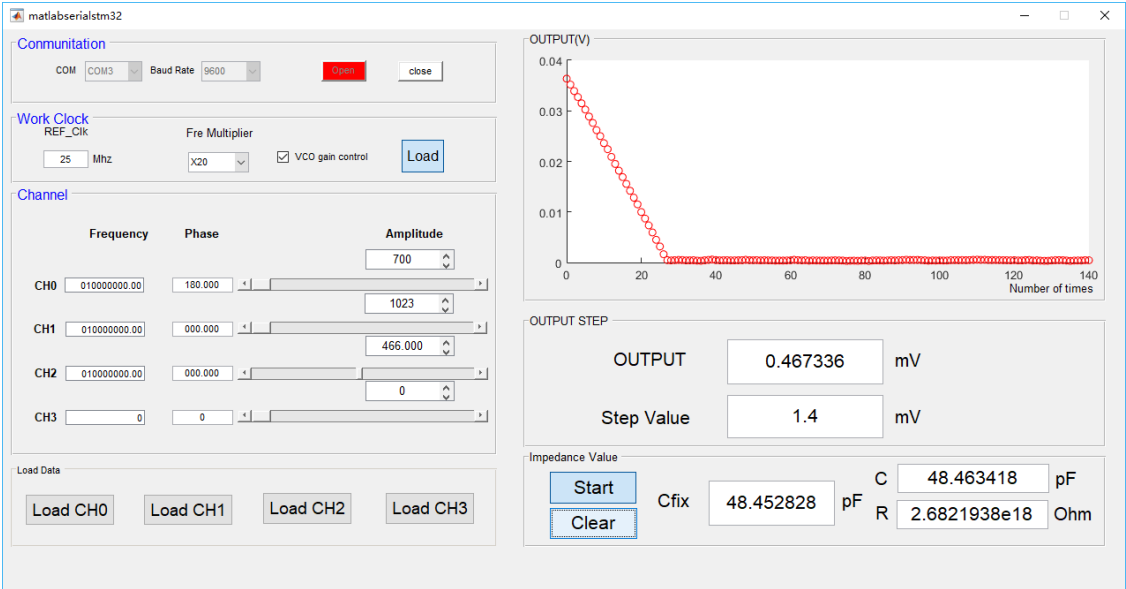 matlabserialstm32
Conmunitation
COM COM3 Baud Rate 9600 Open close
Work Clock
REF_Clk Fre Multiplier
25 Mhz X20 VCO gain control Load
Channel
Frequency Phase Amplitude
700
CH0 010000000.00 180.000
1023
CH1 010000000.00 000.000
466.000
CH2 010000000.00 000.000
0
CH3 0 0
Load Data
Load CH0 Load CH1 Load CH2 Load CH3
OUTPUT(V)
0.04
0.03
0.02
0.01
0
0 20 40 60 80 100 120 140
Number of times
OUTPUT STEP
OUTPUT 0.467336 mV
Step Value 1.4 mV
Impedance Value
Start Cfix 48.452828 pF C 48.463418 pF
Clear R 2.6821938e18 Ohm